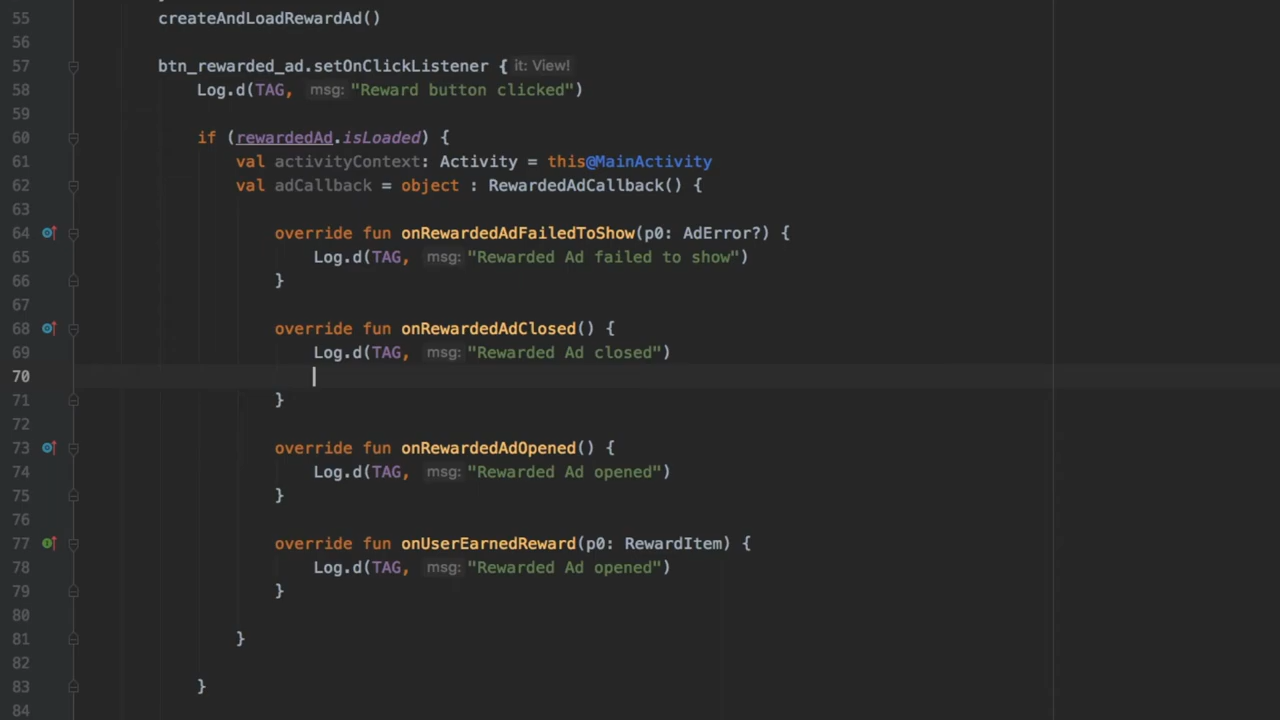 55 createAndLoadRewardAd()
56
57 btn_rewarded_ad.setOnClickListener { it: View!
58 Log.d(TAG, msg: "Reward button clicked")
59
60 if (rewardedAd.isLoaded) {
61 val activityContext: Activity = this@MainActivity
62 val adCallback = object : RewardedAdCallback() {
63
64 override fun onRewardedAdFailedToShow(p0: AdError?) {
65 Log.d(TAG, msg: "Rewarded Ad failed to show")
66 }
67
68 override fun onRewardedAdClosed() {
69 Log.d(TAG, msg: "Rewarded Ad closed")
70
71 }
72
73 override fun onRewardedAdOpened() {
74 Log.d(TAG, msg: "Rewarded Ad opened")
75 }
76
77 override fun onUserEarnedReward(p0: RewardItem) {
78 Log.d(TAG, msg: "Rewarded Ad opened")
79 }
80
81 }
82
83 }
84